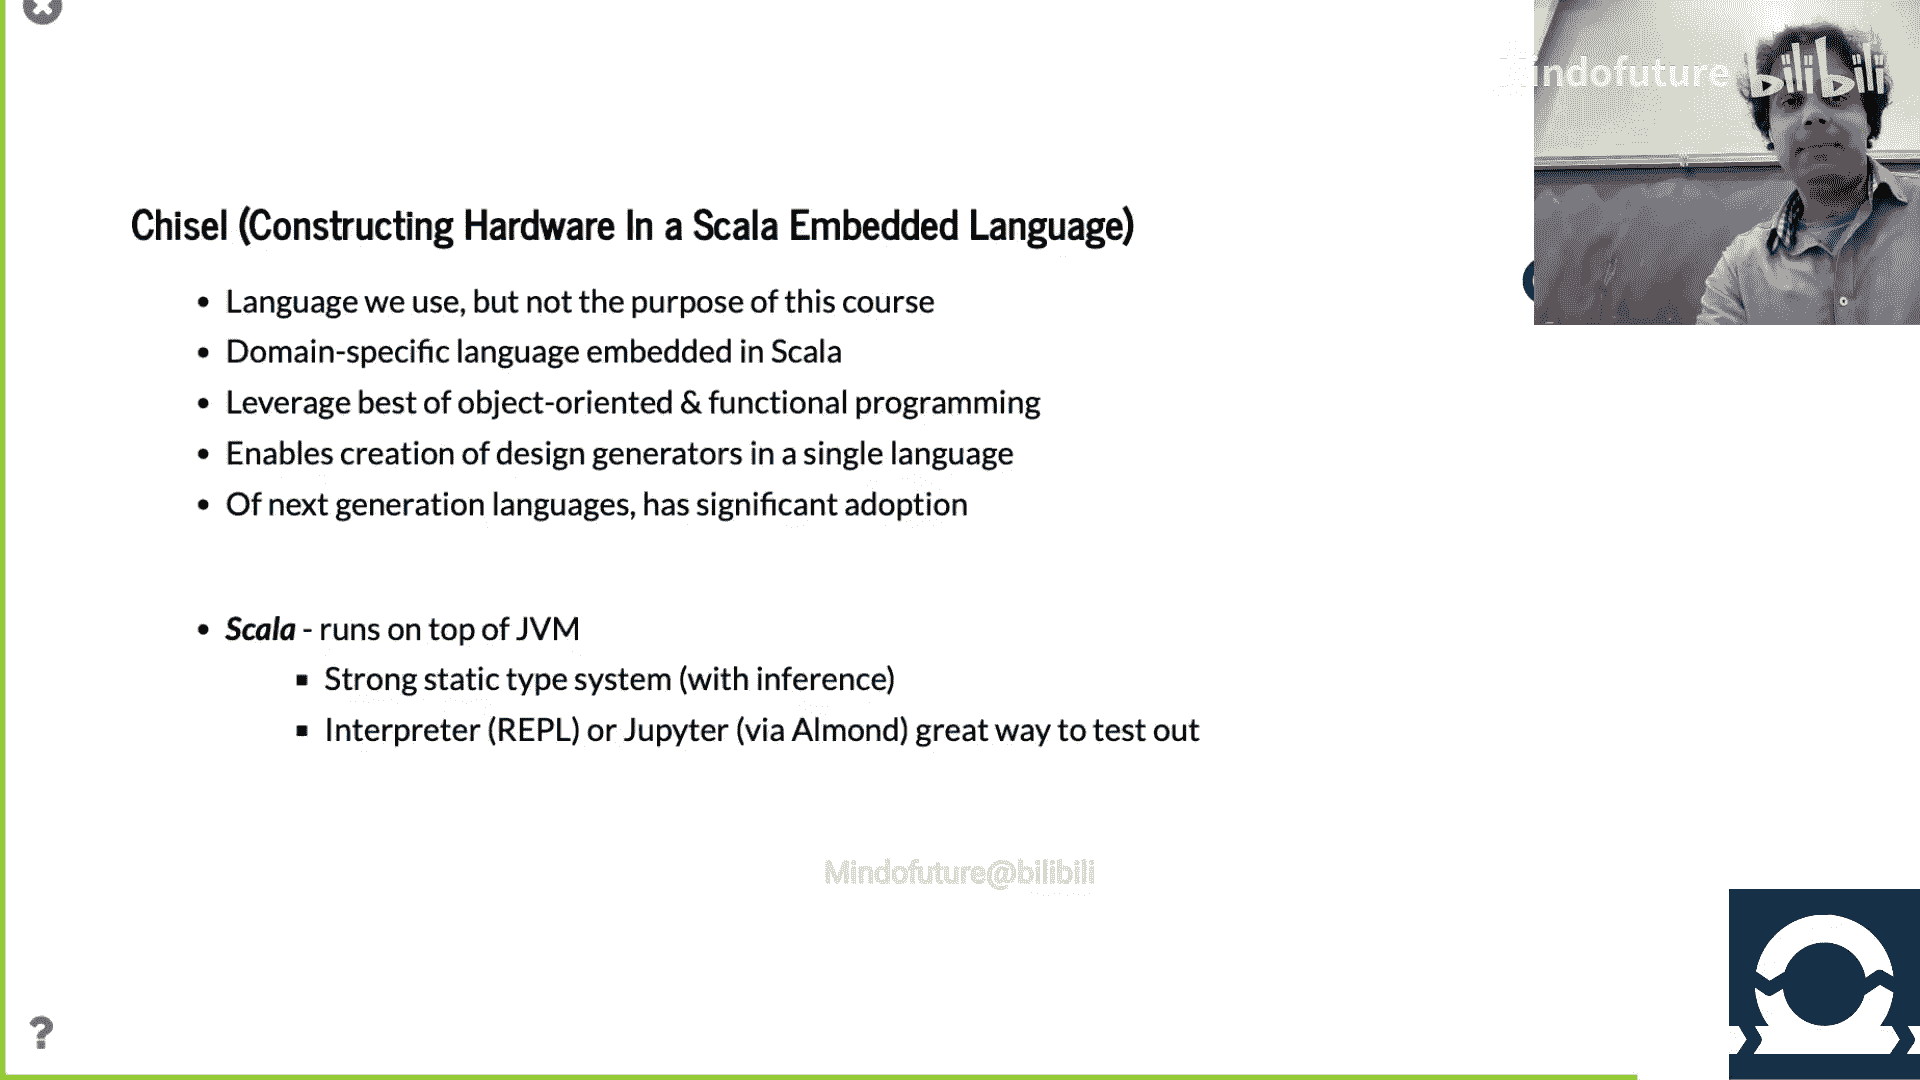 indofuture bilibili
Chisel (Constructing Hardware In a Scala Embedded Language)
Language we use, but not the purpose of this course
Domain-specific language embedded in Scala
Leverage best of object-oriented & functional programming
Enables creation of design generators in a single language
Of next generation languages, has significant adoption
Scala - runs on top of JVM
Strong static type system (with inference)
Interpreter (REPL) or Jupyter (via Almond) great way to test out
Mindofuture@bilibili
?